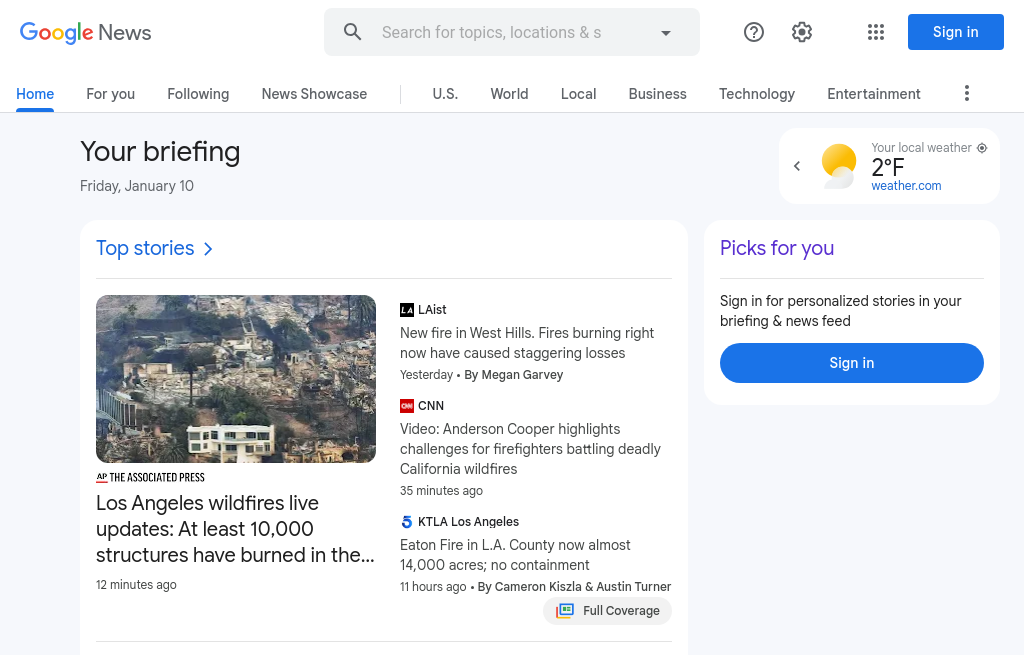 Google News
Search for topics, locations & s
Sign in
Home
For you
Following
News Showcase
U.S.
World
Local
Business
Technology
Entertainment
Your briefing
Friday, January 10
Your local weather
2°F
weather.com
Top stories
AP THE ASSOCIATED PRESS
Los Angeles wildfires live
updates: At least 10,000
structures have burned in the...
12 minutes ago
LA LAist
New fire in West Hills. Fires burning right
now have caused staggering losses
Yesterday • By Megan Garvey
CNN CNN
Video: Anderson Cooper highlights
challenges for firefighters battling deadly
California wildfires
35 minutes ago
5 KTLA Los Angeles
Eaton Fire in L.A. County now almost
14,000 acres; no containment
11 hours ago • By Cameron Kiszla & Austin Turner
Full Coverage
Picks for you
Sign in for personalized stories in your
briefing & news feed
Sign in